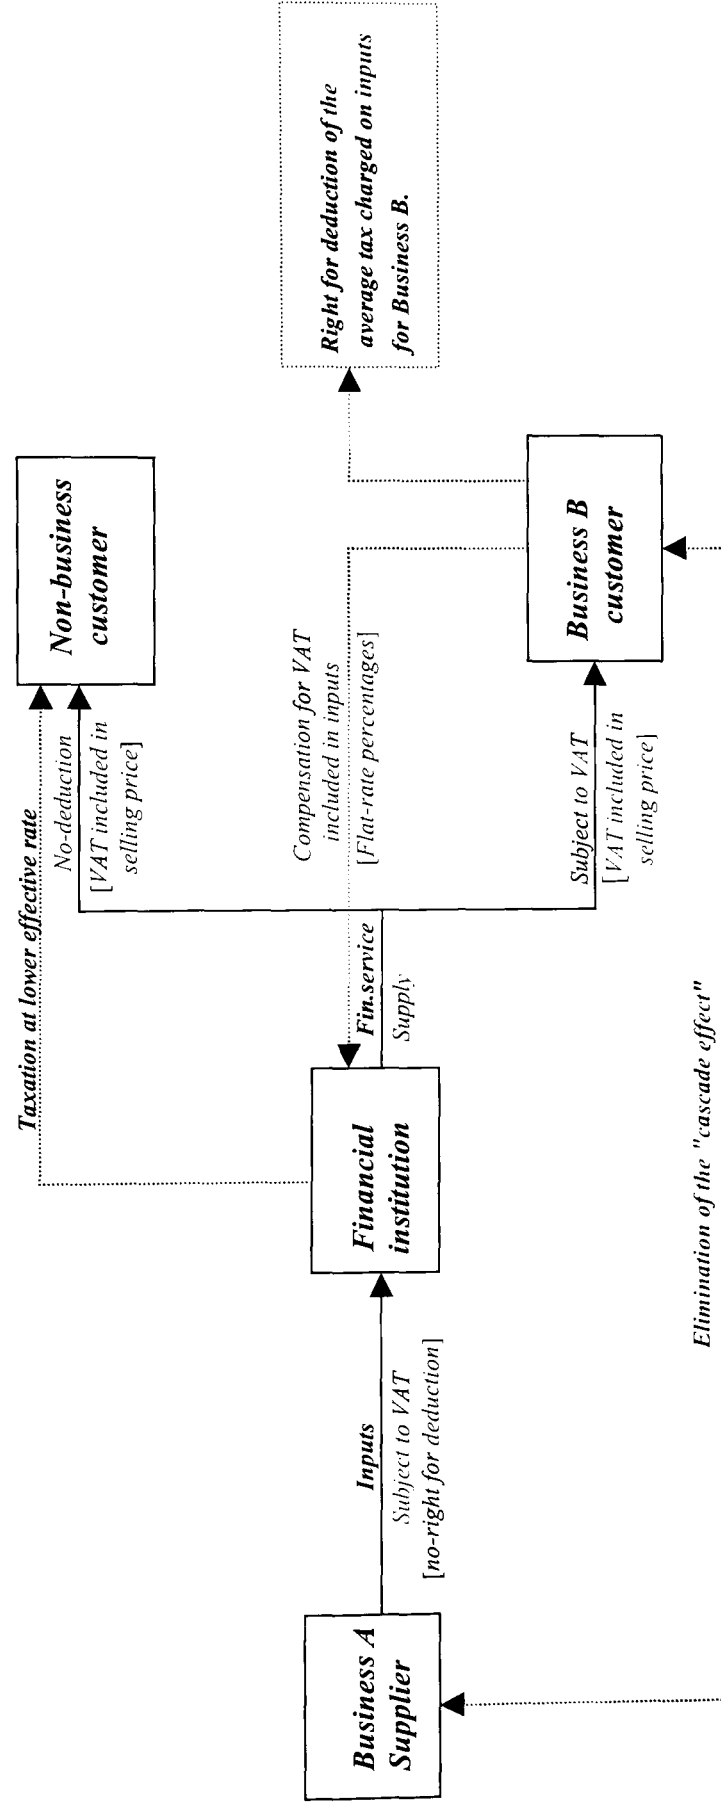 Taxation at lower effective rate
No-deduction
[VAT included in
selling price]
Non-business
customer
Business A
Supplier
Inputs
Subject to VAT
[no-right for deduction]
Financial
institution
Fin.service
Supply
Compensation for VAT
included in inputs
[Flat-rate percentages]
Right for deduction of the
average tax charged on inputs
for Business B.
Subject to VAT
[VAT included in
selling price]
Business B
customer
Elimination of the "cascade effect"